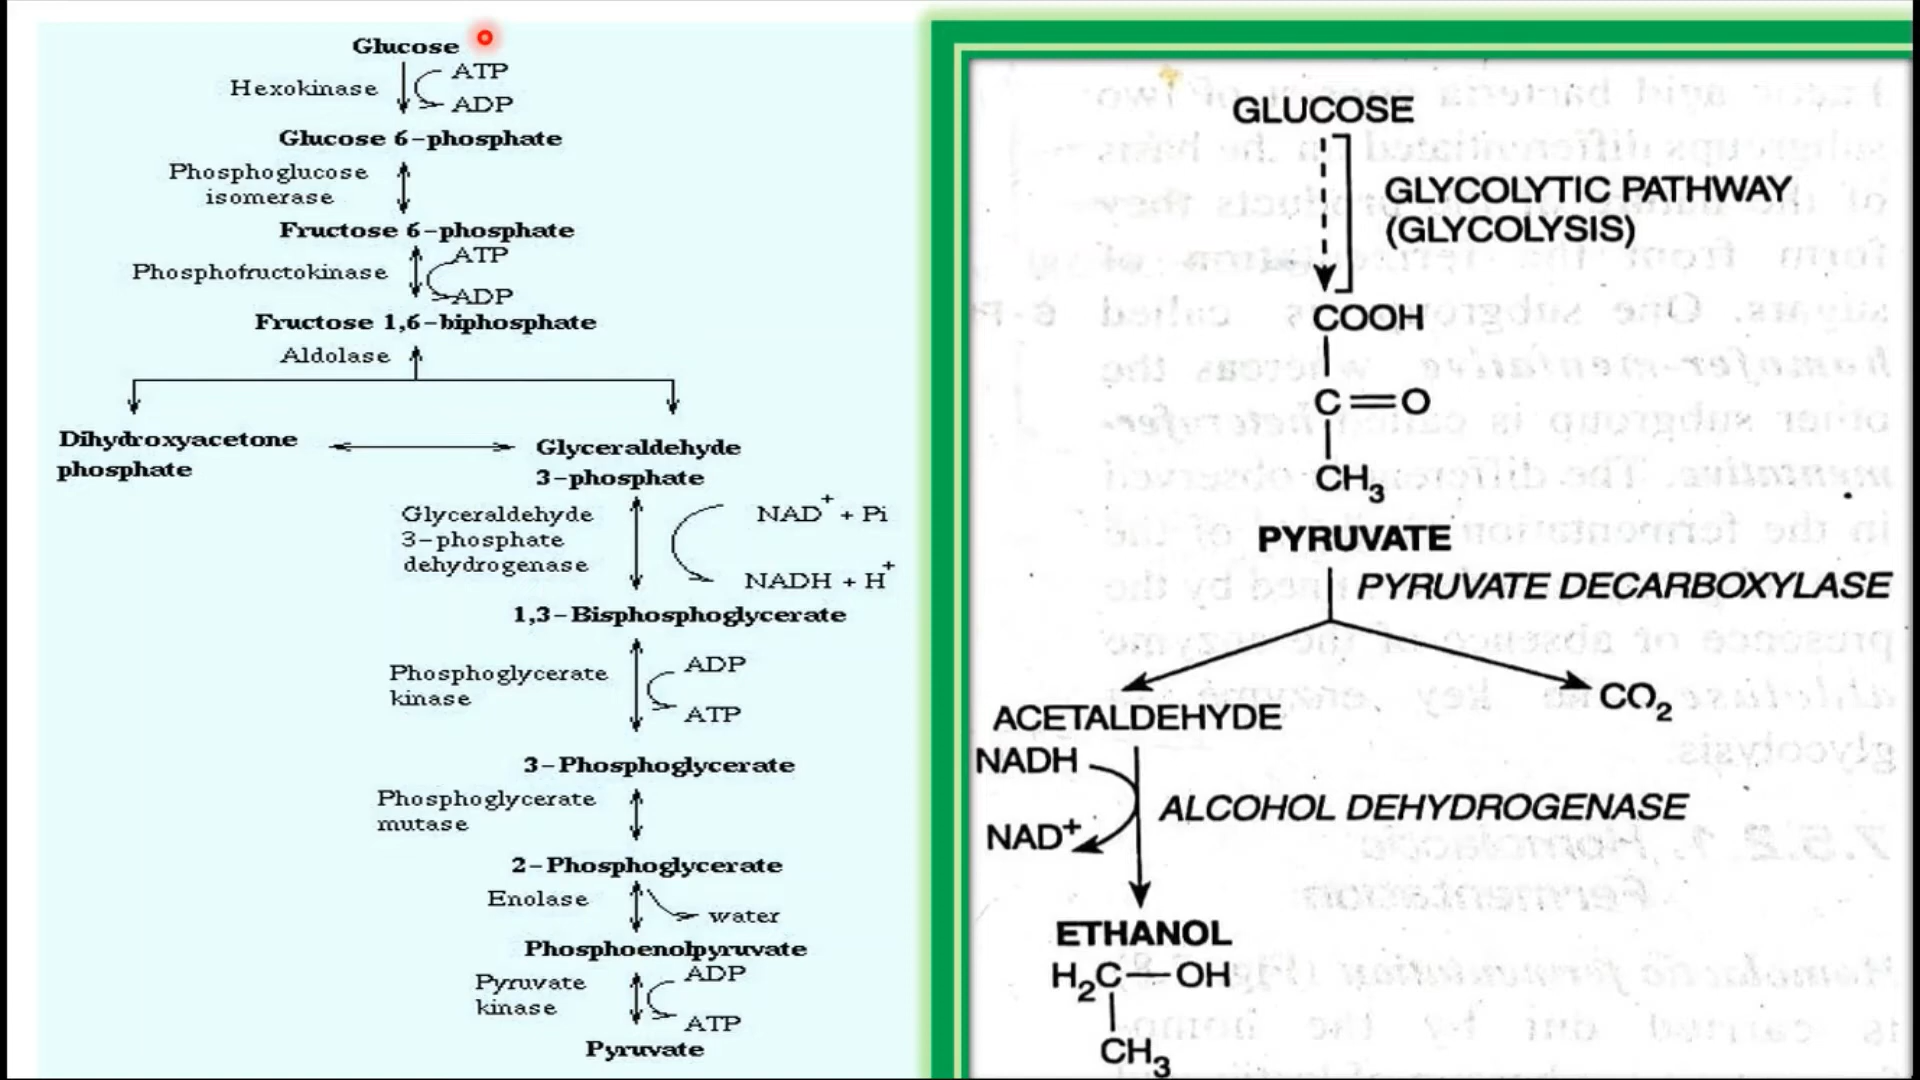 Glucose
ATP
Hexokinase
ADP
Glucose 6-phosphate
Phosphoglucose
isomerase
Fructose 6-phosphate
ATP
Phosphofructokinase
ADP
Fructose 1,6-biphosphate
Aldolase
Dihydroxyacetone
phosphate
Glyceraldehyde
3-phosphate
Glyceraldehyde
3-phosphate
dehydrogenase
NAD+ + Pi
NADH + H+
1,3-Bisphosphoglycerate
Phosphoglycerate
kinase
ADP
ATP
3-Phosphoglycerate
Phosphoglycerate
mutase
2-Phosphoglycerate
Enolase
water
Phosphoenolpyruvate
Pyruvate
kinase
ADP
ATP
Pyruvate
GLUCOSE
GLYCOLYTIC PATHWAY
(GLYCOLYSIS)
COOH
C=O
CH3
PYRUVATE
PYRUVATE DECARBOXYLASE
ACETALDEHYDE
CO2
NADH
ALCOHOL DEHYDROGENASE
NAD+
ETHANOL
H2C—OH
CH3